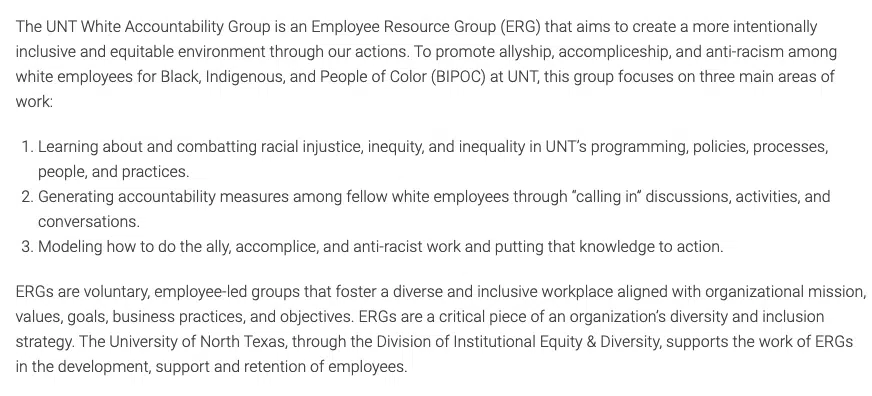 The UNT White Accountability Group is an Employee Resource Group (ERG) that aims to create a more intentionally
inclusive and equitable environment through our actions. To promote allyship, accompliceship, and anti-racism among
white employees for Black, Indigenous, and People of Color (BIPOC) at UNT, this group focuses on three main areas of
work:
1. Learning about and combatting racial injustice, inequity, and inequality in UNT's programming, policies, processes,
people, and practices.
2. Generating accountability measures among fellow white employees through "calling in" discussions, activities, and
conversations.
3. Modeling how to do the ally, accomplice, and anti-racist work and putting that knowledge to action.
ERGs are voluntary, employee-led groups that foster a diverse and inclusive workplace aligned with organizational mission,
values, goals, business practices, and objectives. ERGs are a critical piece of an organization's diversity and inclusion
strategy. The University of North Texas, through the Division of Institutional Equity & Diversity, supports the work of ERGs
in the development, support and retention of employees.